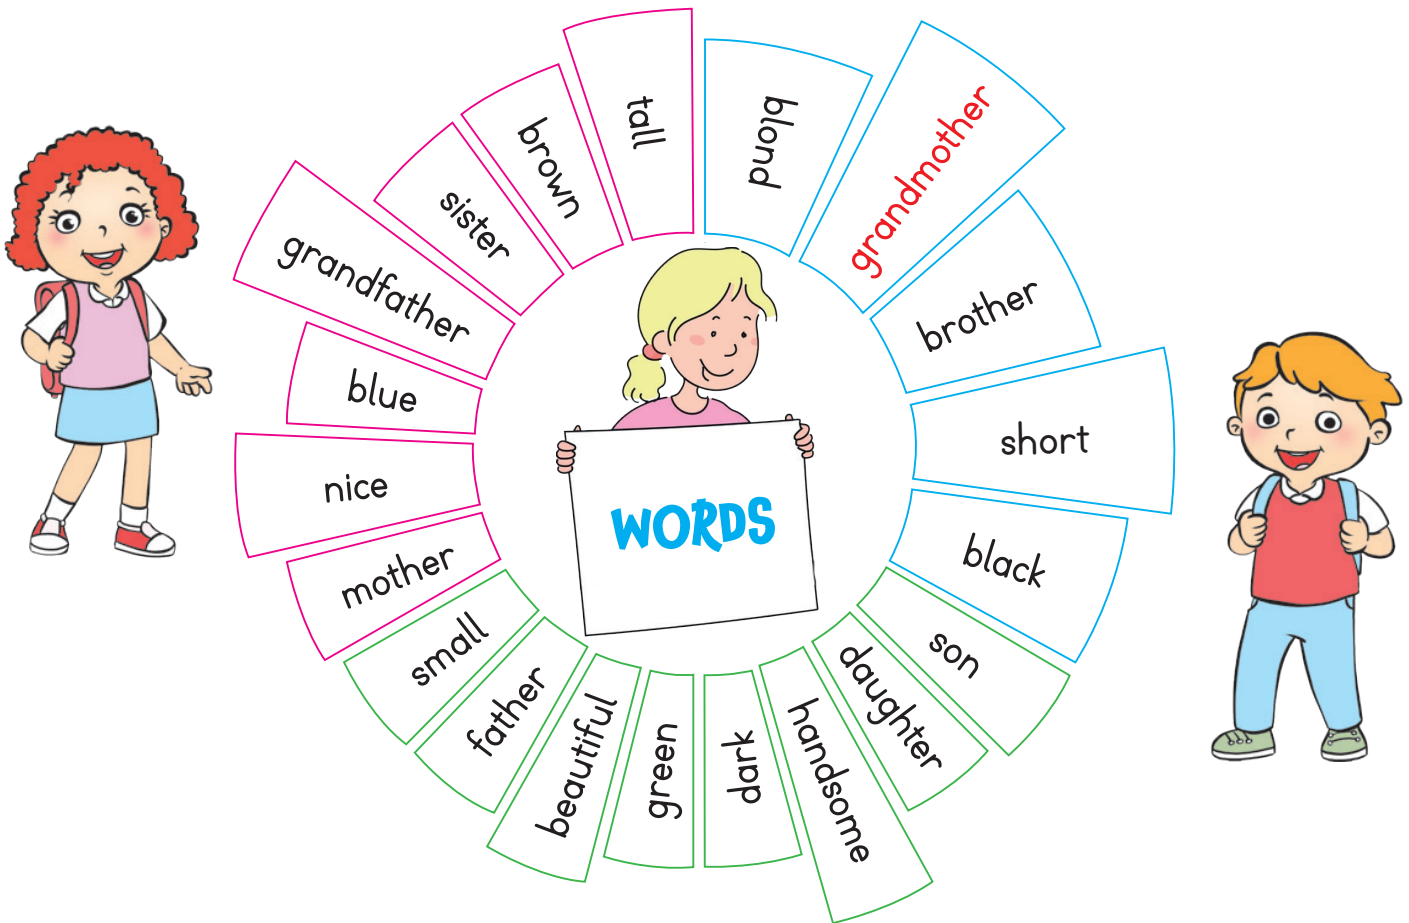 tall
blond
grandmother
brother
short
black
son
daughter
handsome
dark
green
beautiful
father
small
mother
nice
blue
grandfather
sister
brown
WORDS